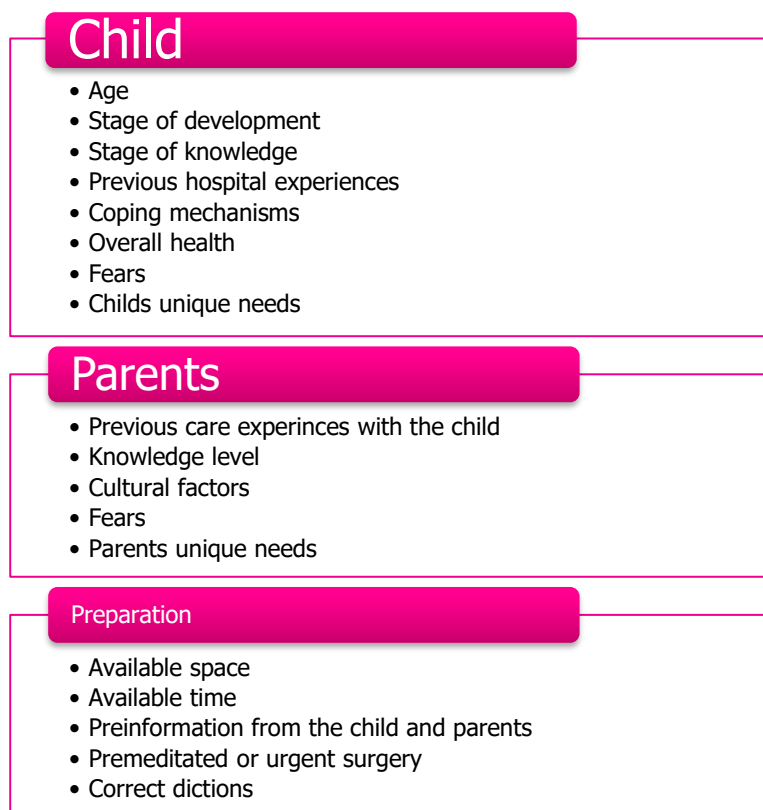 Child
• Age
• Stage of development
• Stage of knowledge
• Previous hospital experiences
• Coping mechanisms
• Overall health
• Fears
• Childs unique needs
Parents
• Previous care experinces with the child
• Knowledge level
• Cultural factors
• Fears
• Parents unique needs
Preparation
• Available space
• Available time
• Preinformation from the child and parents
• Premeditated or urgent surgery
• Correct dictions